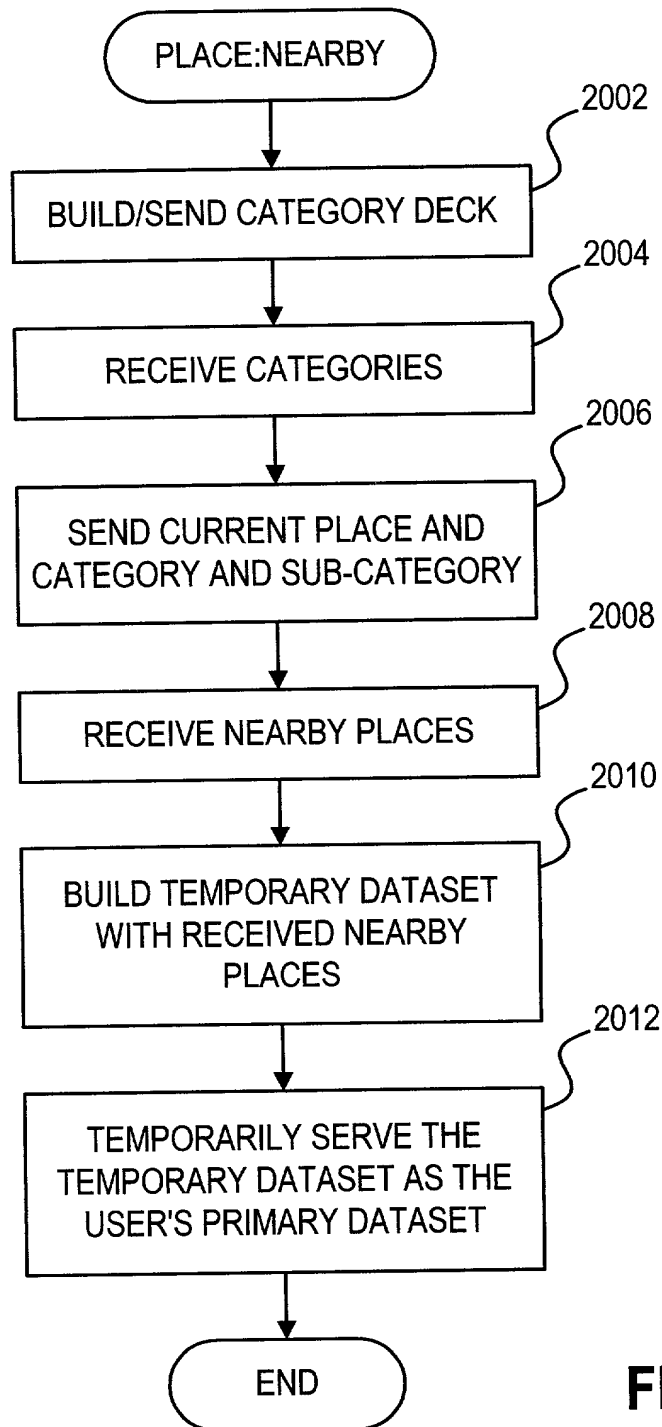 PLACE:NEARBY
2002
BUILD/SEND CATEGORY DECK
2004
RECEIVE CATEGORIES
2006
SEND CURRENT PLACE AND
CATEGORY AND SUB-CATEGORY
2008
RECEIVE NEARBY PLACES
2010
BUILD TEMPORARY DATASET
WITH RECEIVED NEARBY
PLACES
2012
TEMPORARILY SERVE THE
TEMPORARY DATASET AS THE
USER'S PRIMARY DATASET
END